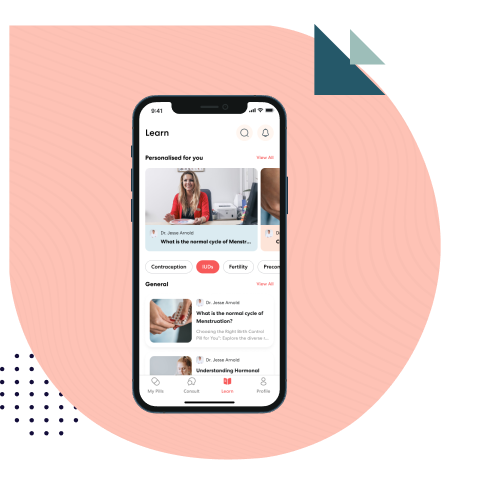 9:41
Learn
Personalised for you
View All
Dr. Jesse Arnold
What is the normal cycle of Menstr...
D
C
Contraception
IUDs
Fertility
Precon
General
View All
Dr. Jesse Arnold
What is the normal cycle of
Menstruation?
Choosing the Right Birth Control
Pill for You": Explore the diverse r...
Dr. Jesse Arnold
Understanding Hormonal
My Pills
Consult
Learn
Profile